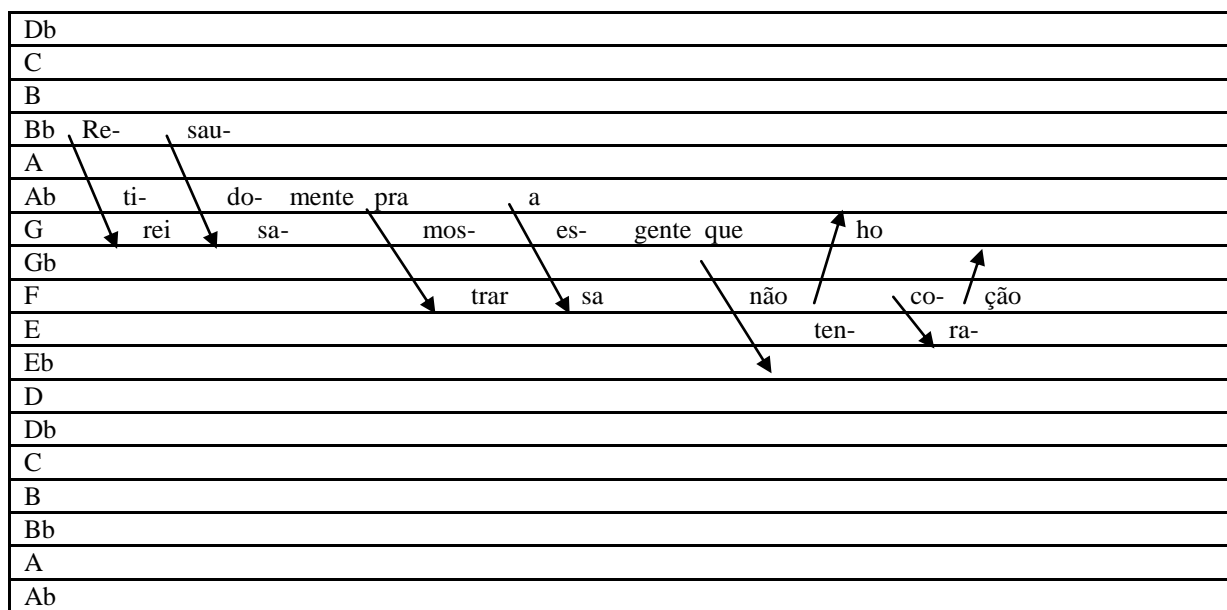 Db
C
B
Bb Re- sau-
A
Ab ti- do- mente pra a
G rei sa- mos- es- gente que ho
Gb
F trar sa não co- ção
E ten- ra-
Eb
D
Db
C
B
Bb
A
Ab